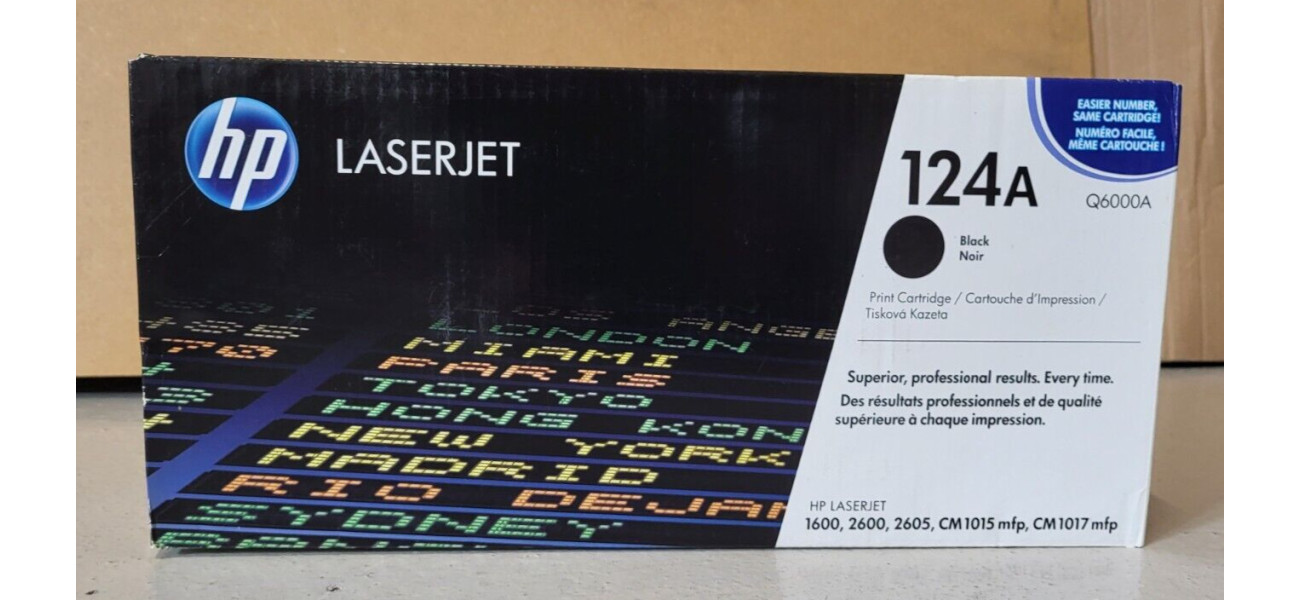 hp
LASERJET
EASIER NUMBER,
SAME CARTRIDGE!
NUMÉRO FACILE,
MÊME CARTOUCHE !
124A
Q6000A
Black
Noir
Print Cartridge / Cartouche d'Impression /
Tisková Kazeta
Superior, professional results. Every time.
Des résultats professionnels et de qualité
supérieure à chaque impression.
HP LASERJET
1600, 2600, 2605, CM1015 mfp, CM1017 mfp
LONDON
MIAMI
PARIS
TOKYO
HONG KON
NEW YORK
MADRID
RIO DEJAN
SYDNEY